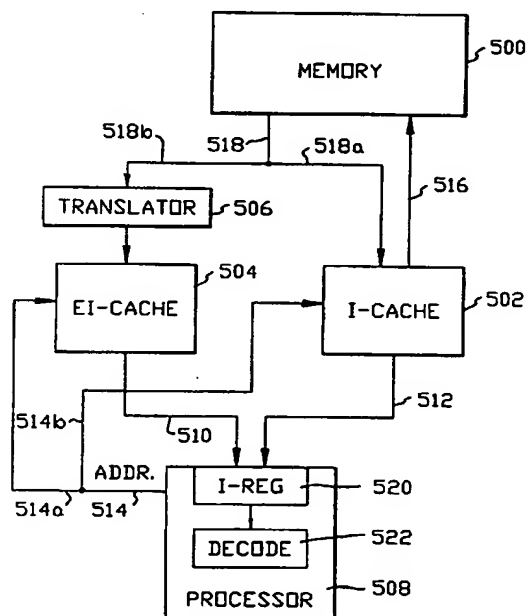 MEMORY
500
518b
518
518a
516
TRANSLATOR
506
504
EI-CACHE
I-CACHE
502
514b
510
512
ADDR.
I-REG
520
514a
514
DECODE
522
PROCESSOR
508